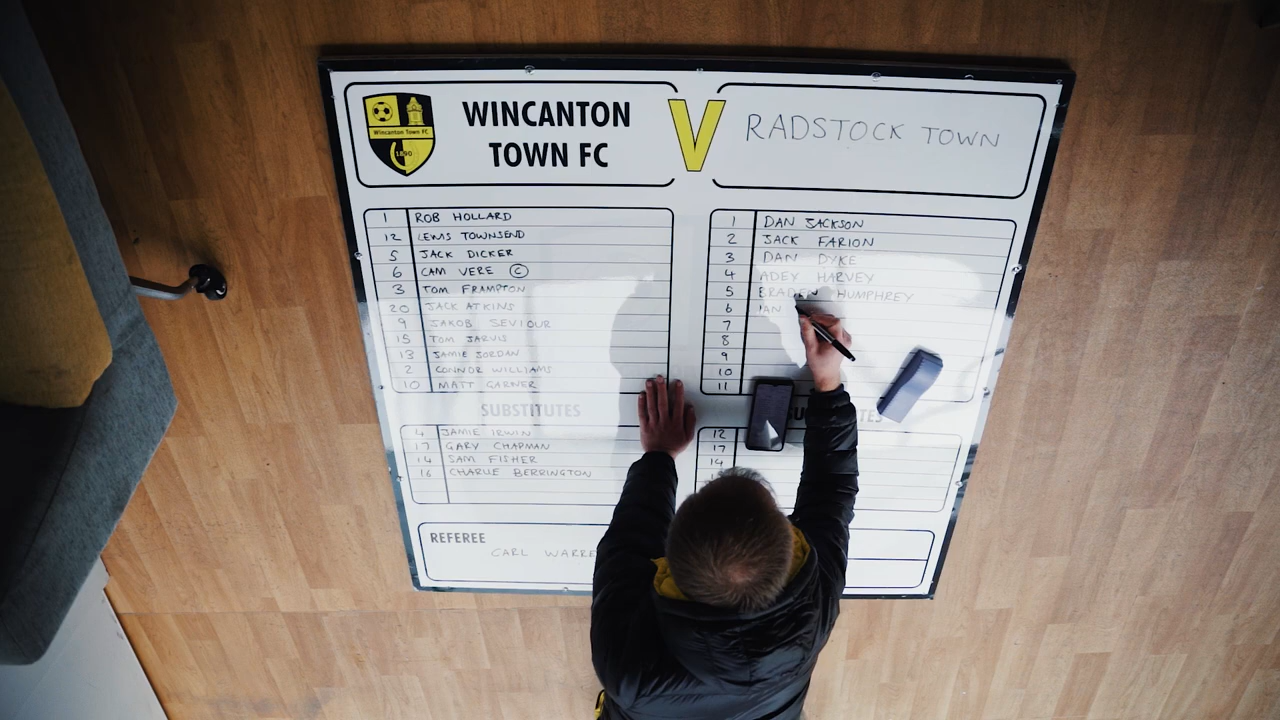 WINCANTON
TOWN FC
V
RADSTOCK TOWN
Wincanton Town FC
1890
1 ROB HOLLARD
12 LEWIS TOWNSEND
5 JACK DICKER
6 CAM VERE C
3 TOM FRAMPTON
20 JACK ATKINS
9 JAKOB SEVIOUR
15 TOM JARVIS
13 JAMIE JORDAN
2 CONNOR WILLIAMS
10 MATT GARNER
SUBSTITUTES
4 JAMIE IRWIN
17 GARY CHAPMAN
14 SAM FISHER
16 CHARLIE BERRINGTON
REFEREE
CARL WARRE
1 DAN JACKSON
2 JACK FARION
3 DAN DYKE
4 ADEY HARVEY
5 BRADEN HUMPHREY
6 IAN
7
8
9
10
11
12
17
14